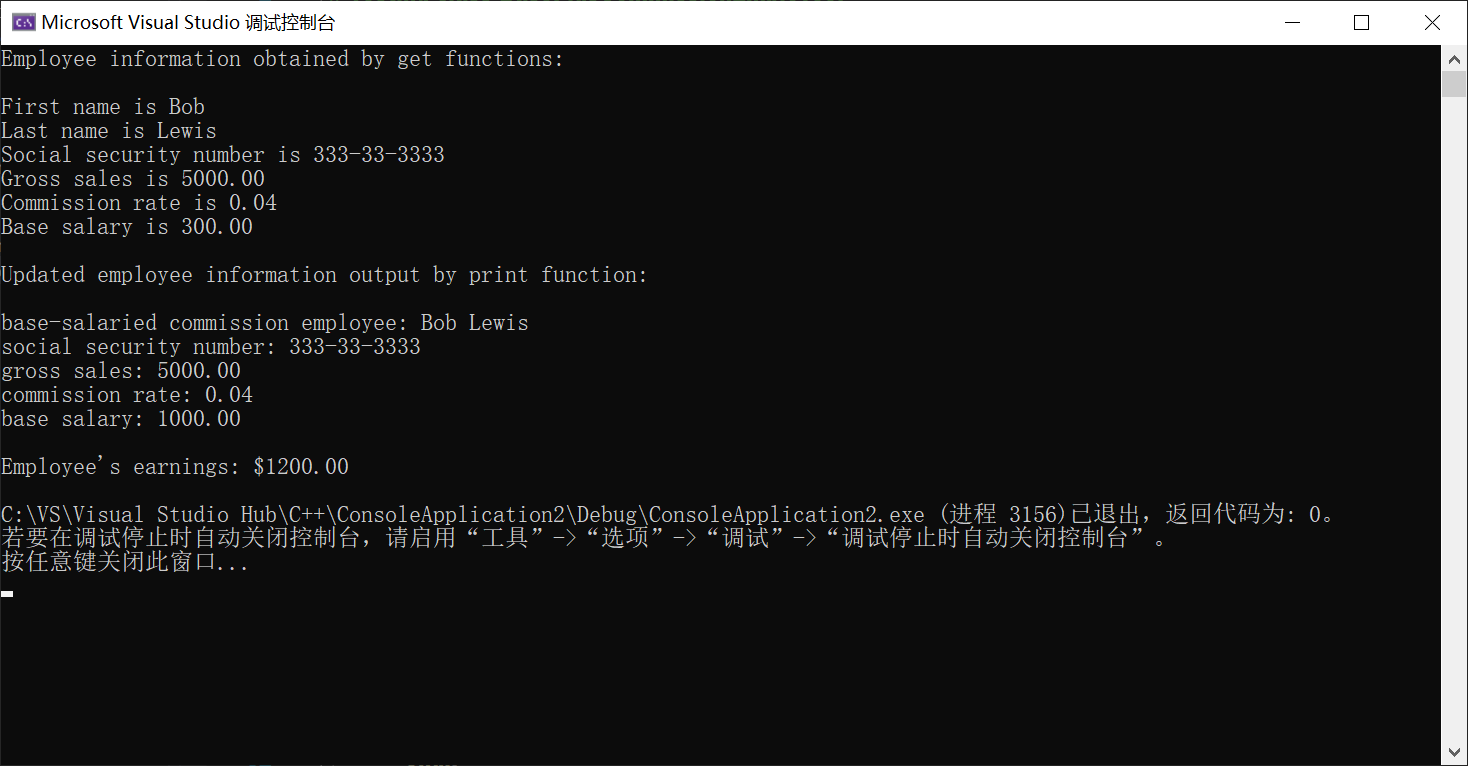 Microsoft Visual Studio 调试控制台
Employee information obtained by get functions:
First name is Bob
Last name is Lewis
Social security number is 333-33-3333
Gross sales is 5000.00
Commission rate is 0.04
Base salary is 300.00
Updated employee information output by print function:
base-salaried commission employee: Bob Lewis
social security number: 333-33-3333
gross sales: 5000.00
commission rate: 0.04
base salary: 1000.00
Employee's earnings: $1200.00
C:\VS\Visual Studio Hub\C++\ConsoleApplication2\Debug\ConsoleApplication2.exe (进程 3156)已退出，返回代码为: 0。
若要在调试停止时自动关闭控制台，请启用“工具”->“选项”->“调试”->“调试停止时自动关闭控制台”。
按任意键关闭此窗口...